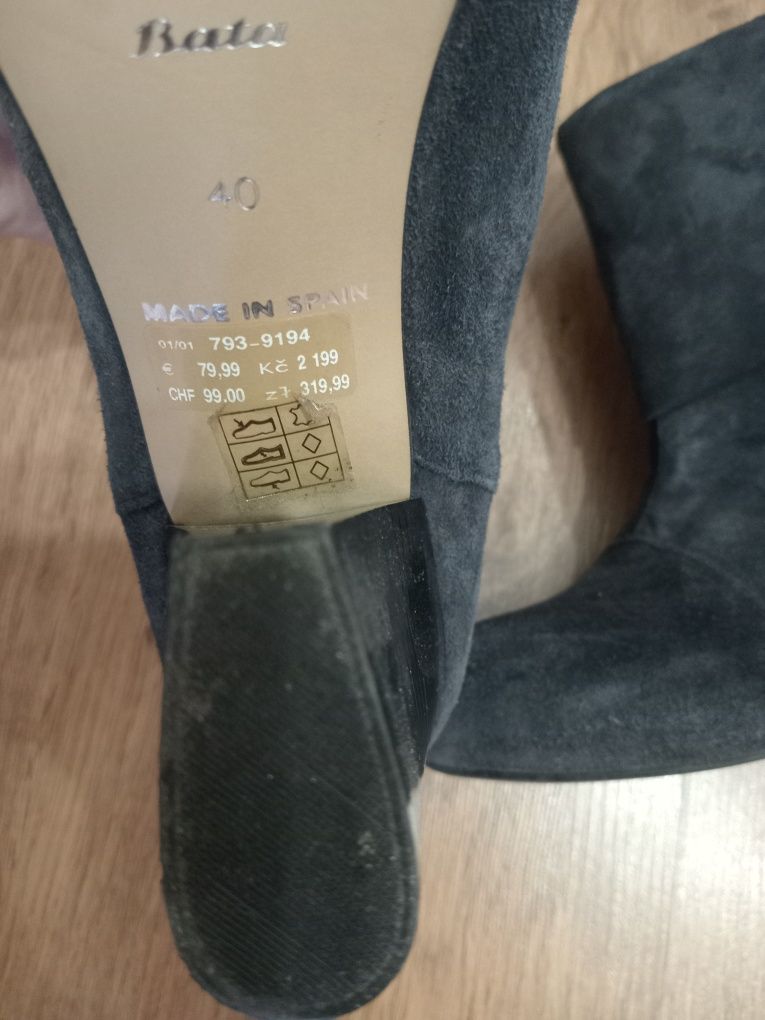 Bata
40
MADE IN SPAIN
01/01 793-9194
€ 79,99 Kč 2 199
CHF 99.00 zł 319,99